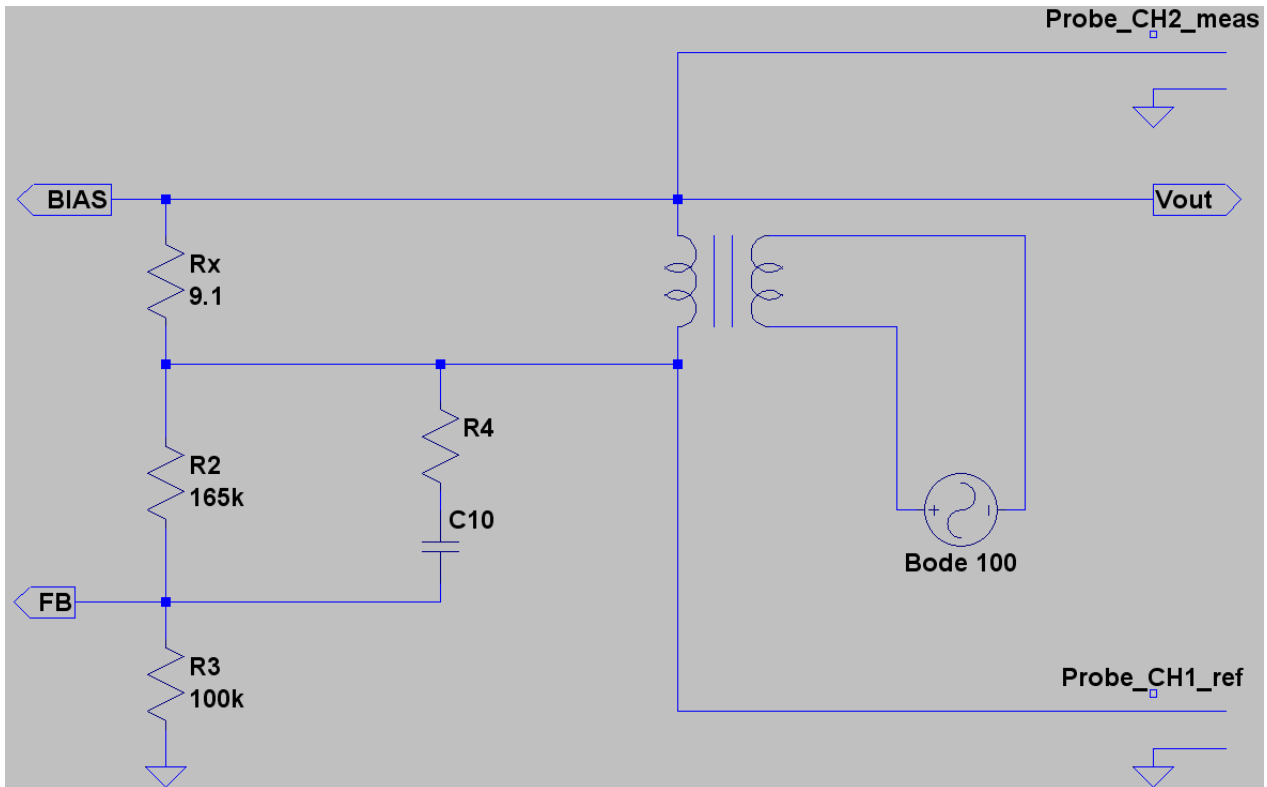 Probe_CH2_meas
BIAS
Vout
Rx
9.1
R4
R2
165k
C10
+
-
Bode 100
FB
R3
100k
Probe_CH1_ref